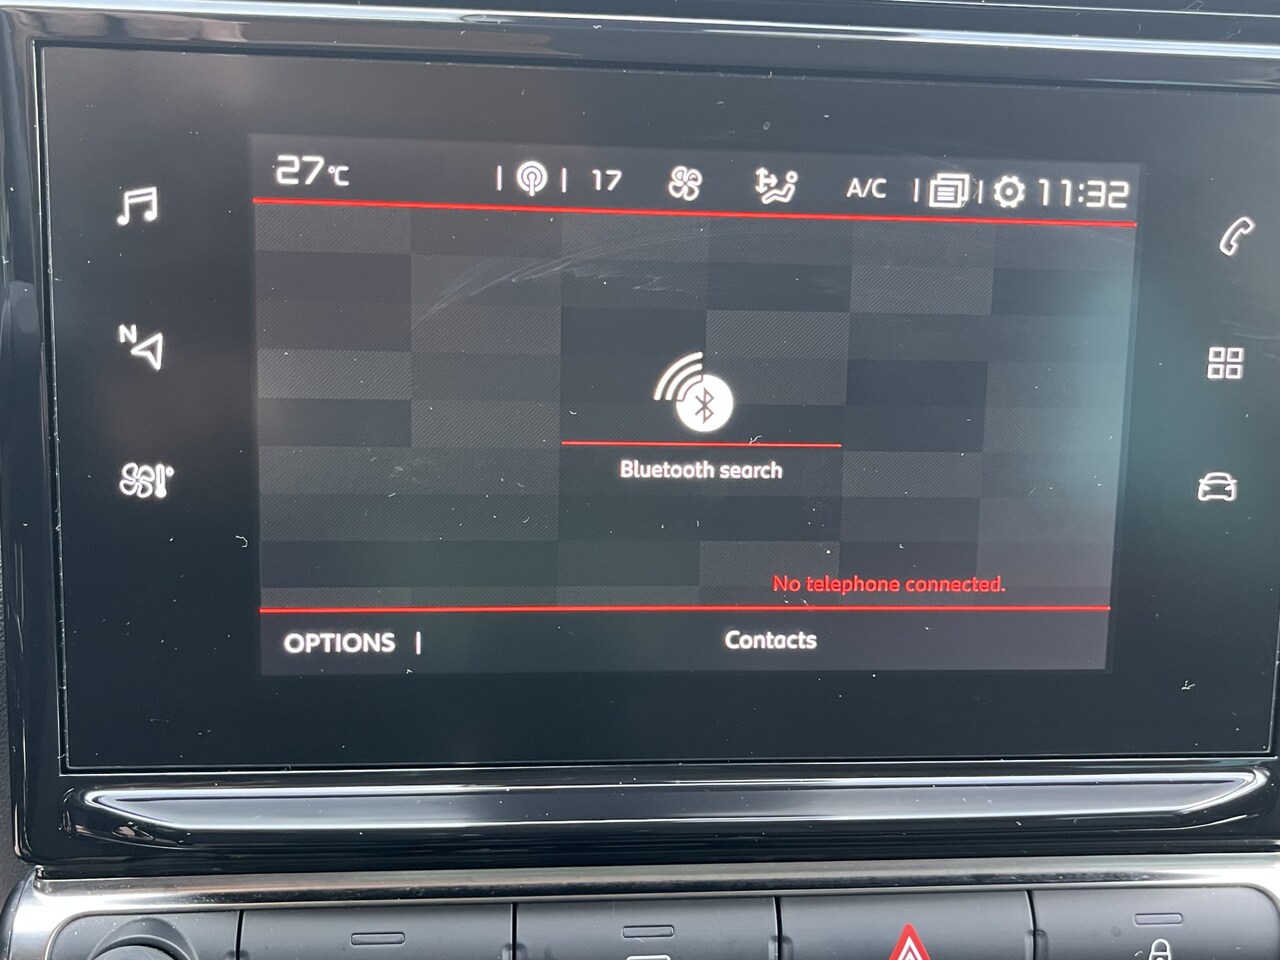 27°C 17 A/C 11:32
N
Bluetooth search
No telephone connected.
OPTIONS
Contacts